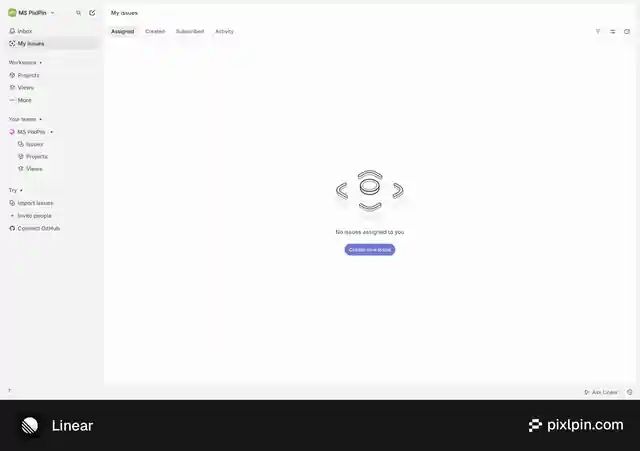 MS PixlPin
My issues
Inbox
My issues
Assigned
Created
Subscribed
Activity
Workspace
Projects
Views
More
Your teams
MS PixlPin
Issues
Projects
Views
Try
Import issues
Invite people
Connect GitHub
No issues assigned to you
Create new issue
?
Ask Linear
Linear
pixlpin.com